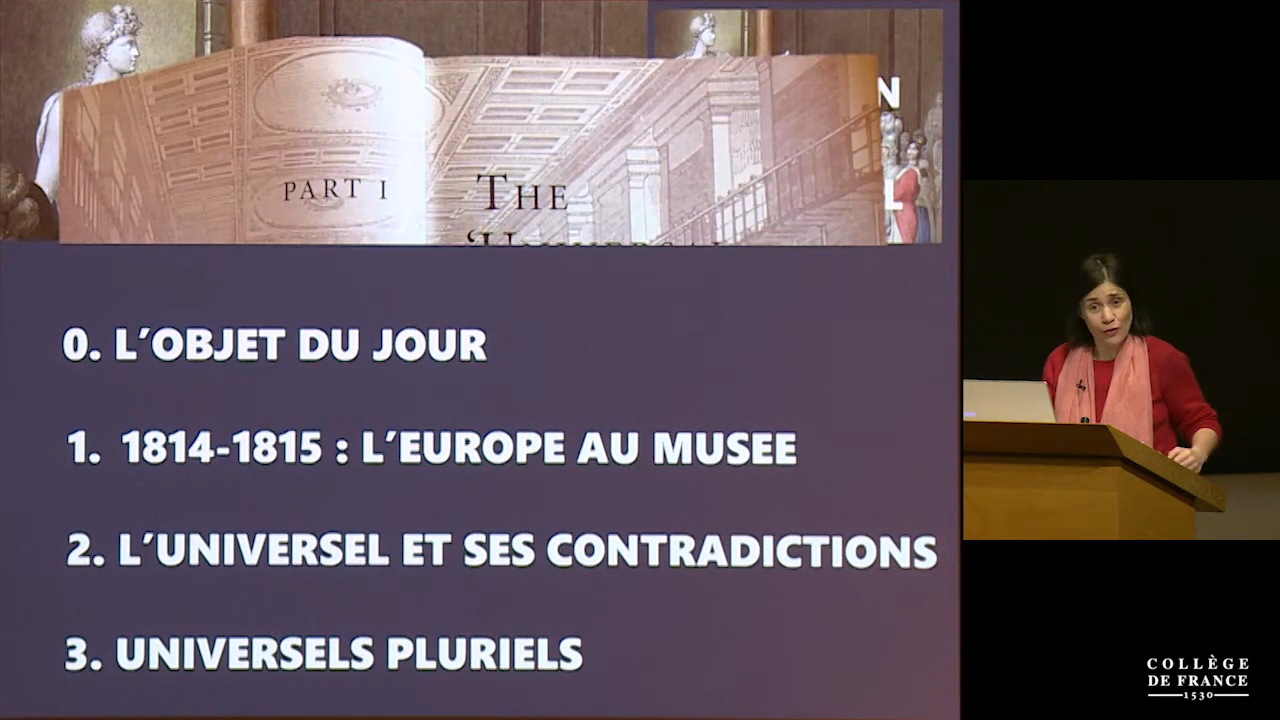 PART I
THE
N
L
0. L'OBJET DU JOUR
1. 1814-1815 : L'EUROPE AU MUSEE
2. L'UNIVERSEL ET SES CONTRADICTIONS
3. UNIVERSELS PLURIELS
COLLÈGE
DE FRANCE
1530